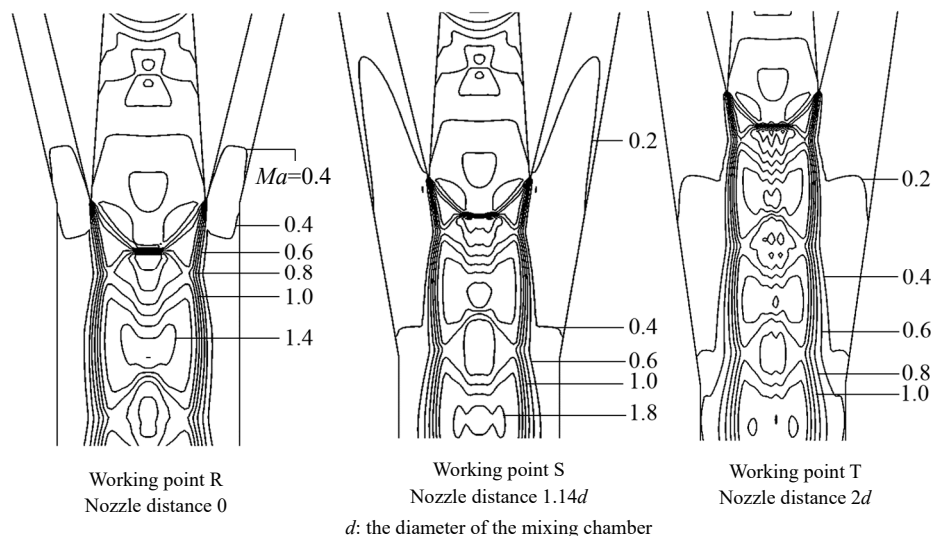 Ma=0.4
0.4
0.6
0.8
1.0
1.4
Working point R
Nozzle distance 0
0.2
0.4
0.6
1.0
1.8
Working point S
Nozzle distance 1.14d
0.2
0.4
0.6
0.8
1.0
Working point T
Nozzle distance 2d
d: the diameter of the mixing chamber